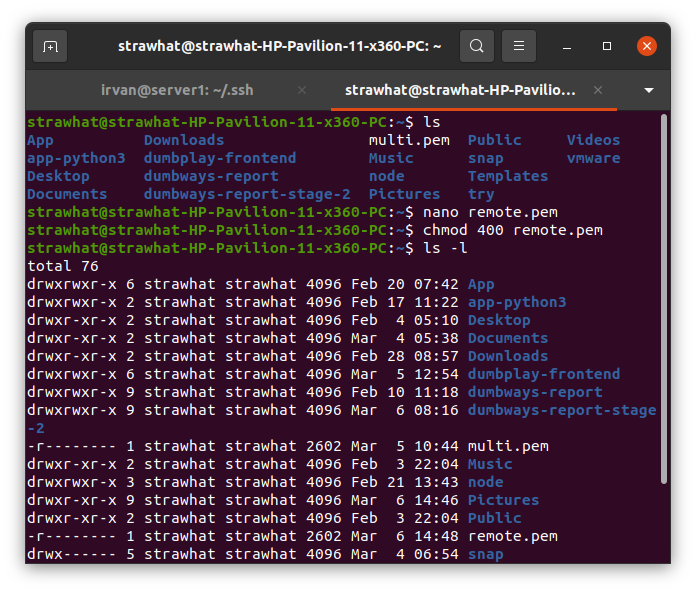 strawhat@strawhat-HP-Pavilion-11-x360-PC: ~
irvan@server1: ~/.ssh
strawhat@strawhat-HP-Pavilio...
strawhat@strawhat-HP-Pavilion-11-x360-PC:~$ ls
App Downloads multi.pem Public Videos
app-python3 dumbplay-frontend Music snap vmware
Desktop dumbways-report node Templates
Documents dumbways-report-stage-2 Pictures try
strawhat@strawhat-HP-Pavilion-11-x360-PC:~$ nano remote.pem
strawhat@strawhat-HP-Pavilion-11-x360-PC:~$ chmod 400 remote.pem
strawhat@strawhat-HP-Pavilion-11-x360-PC:~$ ls -l
total 76
drwxrwxr-x 6 strawhat strawhat 4096 Feb 20 07:42 App
drwxrwxr-x 2 strawhat strawhat 4096 Feb 17 11:22 app-python3
drwxr-xr-x 2 strawhat strawhat 4096 Feb  4 05:10 Desktop
drwxr-xr-x 2 strawhat strawhat 4096 Mar  4 05:38 Documents
drwxr-xr-x 2 strawhat strawhat 4096 Feb 28 08:57 Downloads
drwxrwxr-x 6 strawhat strawhat 4096 Mar  5 12:54 dumbplay-frontend
drwxrwxr-x 9 strawhat strawhat 4096 Feb 10 11:18 dumbways-report
drwxrwxr-x 9 strawhat strawhat 4096 Mar  6 08:16 dumbways-report-stage
-2
-r-------- 1 strawhat strawhat 2602 Mar  5 10:44 multi.pem
drwxr-xr-x 2 strawhat strawhat 4096 Feb  3 22:04 Music
drwxrwxr-x 3 strawhat strawhat 4096 Feb 21 13:43 node
drwxr-xr-x 9 strawhat strawhat 4096 Mar  6 14:46 Pictures
drwxr-xr-x 2 strawhat strawhat 4096 Feb  3 22:04 Public
-r-------- 1 strawhat strawhat 2602 Mar  6 14:48 remote.pem
drwx------ 5 strawhat strawhat 4096 Mar  4 06:54 snap